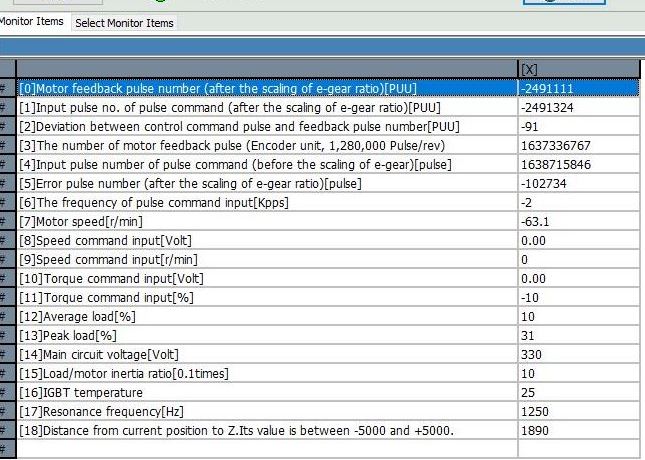 Monitor Items Select Monitor Items
[X]
# [0]Motor feedback pulse number (after the scaling of e-gear ratio)[PUU] -2491111
# [1]Input pulse no. of pulse command (after the scaling of e-gear ratio)[PUU] -2491324
# [2]Deviation between control command pulse and feedback pulse number[PUU] -91
# [3]The number of motor feedback pulse (Encoder unit, 1,280,000 Pulse/rev) 1637336767
# [4]Input pulse number of pulse command (before the scaling of e-gear)[pulse] 1638715846
# [5]Error pulse number (after the scaling of e-gear ratio)[pulse] -102734
# [6]The frequency of pulse command input[Kpps] -2
# [7]Motor speed[r/min] -63.1
# [8]Speed command input[Volt] 0.00
# [9]Speed command input[r/min] 0
# [10]Torque command input[Volt] 0.00
# [11]Torque command input[%] -10
# [12]Average load[%] 10
# [13]Peak load[%] 31
# [14]Main circuit voltage[Volt] 330
# [15]Load/motor inertia ratio[0.1times] 10
# [16]IGBT temperature 25
# [17]Resonance frequency[Hz] 1250
# [18]Distance from current position to Z.Its value is between -5000 and +5000. 1890
#